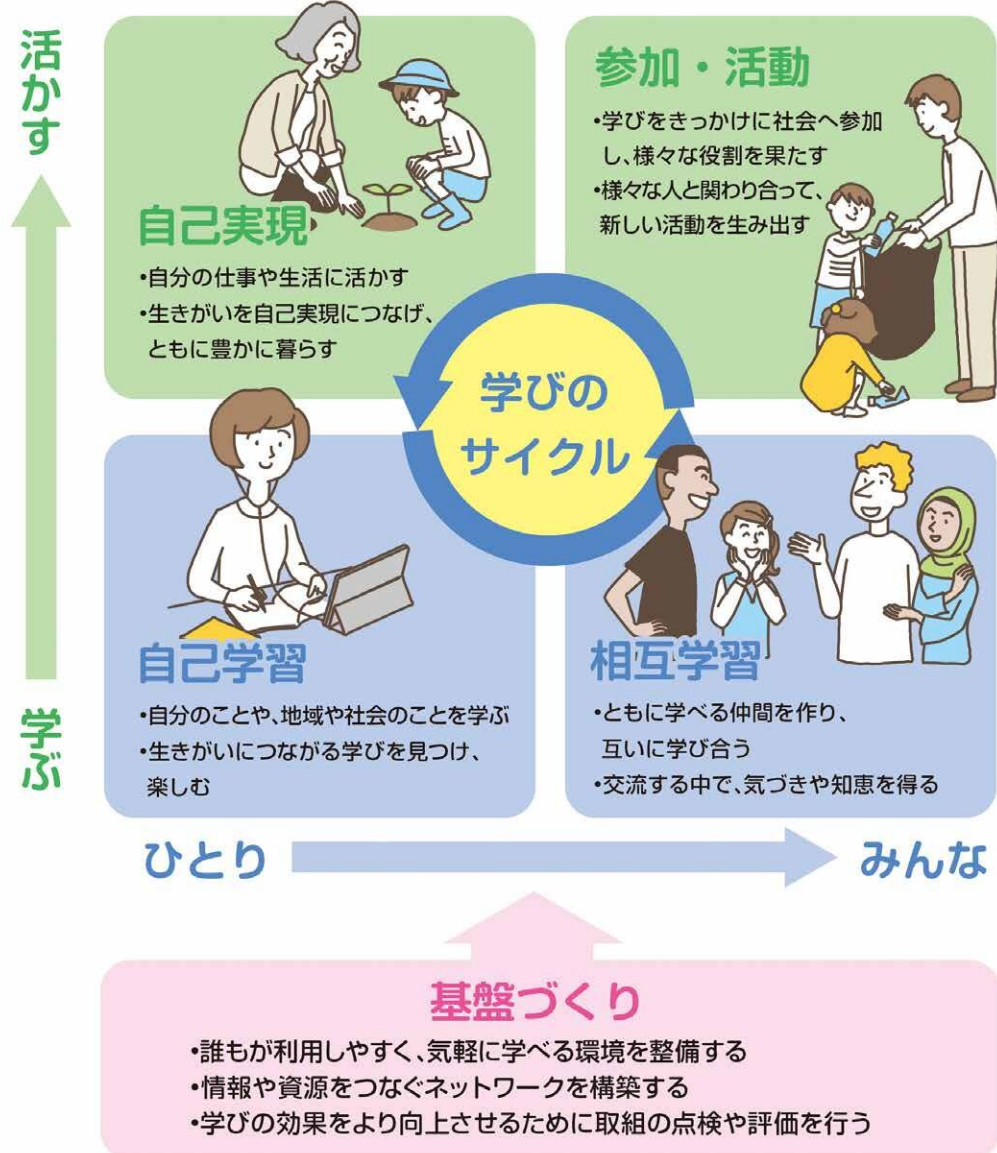 活かす
自己実現
・自分の仕事や生活に活かす
・生きがいを自己実現につなげ、
ともに豊かに暮らす
参加・活動
・学びをきっかけに社会へ参加
し、様々な役割を果たす
・様々な人と関わり合って、
新しい活動を生み出す
学びの
サイクル
学ぶ
自己学習
・自分のことや、地域や社会のことを学ぶ
・生きがいにつながる学びを見つけ、
楽しむ
相互学習
・ともに学べる仲間を作り、
互いに学び合う
・交流する中で、気づきや知恵を得る
ひとり
みんな
基盤づくり
・誰もが利用しやすく、気軽に学べる環境を整備する
・情報や資源をつなぐネットワークを構築する
・学びの効果をより向上させるために取組の点検や評価を行う